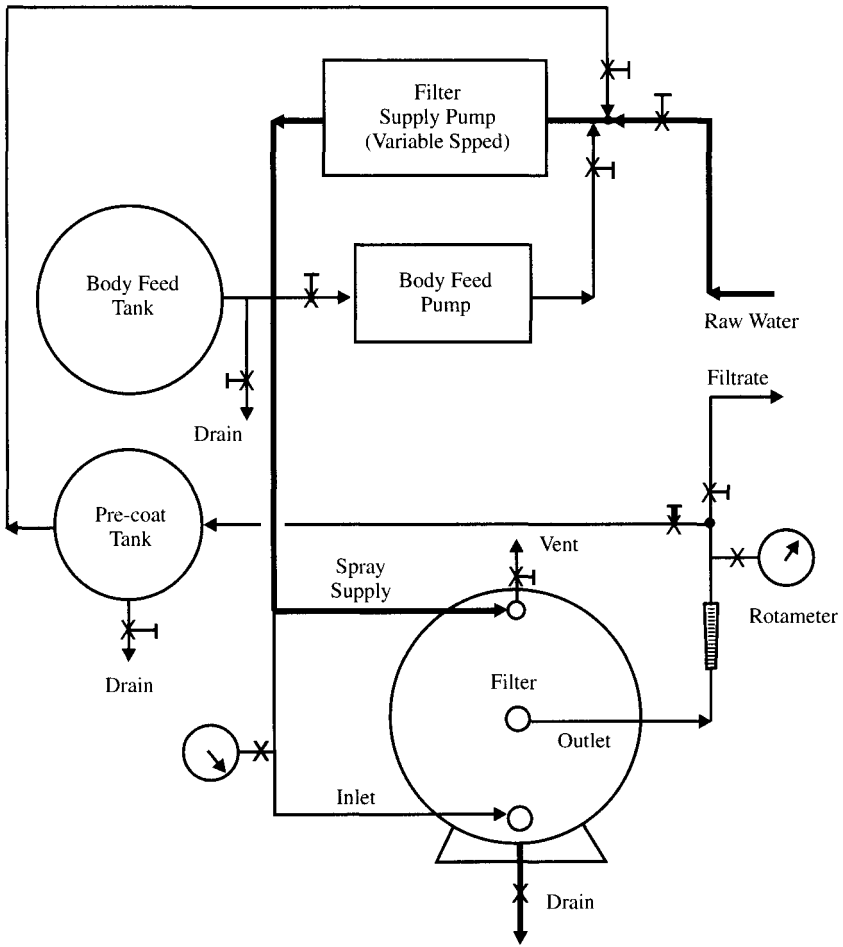 Filter
Supply Pump
(Variable Spped)
Body Feed
Tank
Body Feed
Pump
Raw Water
Filtrate
Drain
Pre-coat
Tank
Vent
Spray
Supply
Rotameter
Drain
Filter
Outlet
Inlet
Drain